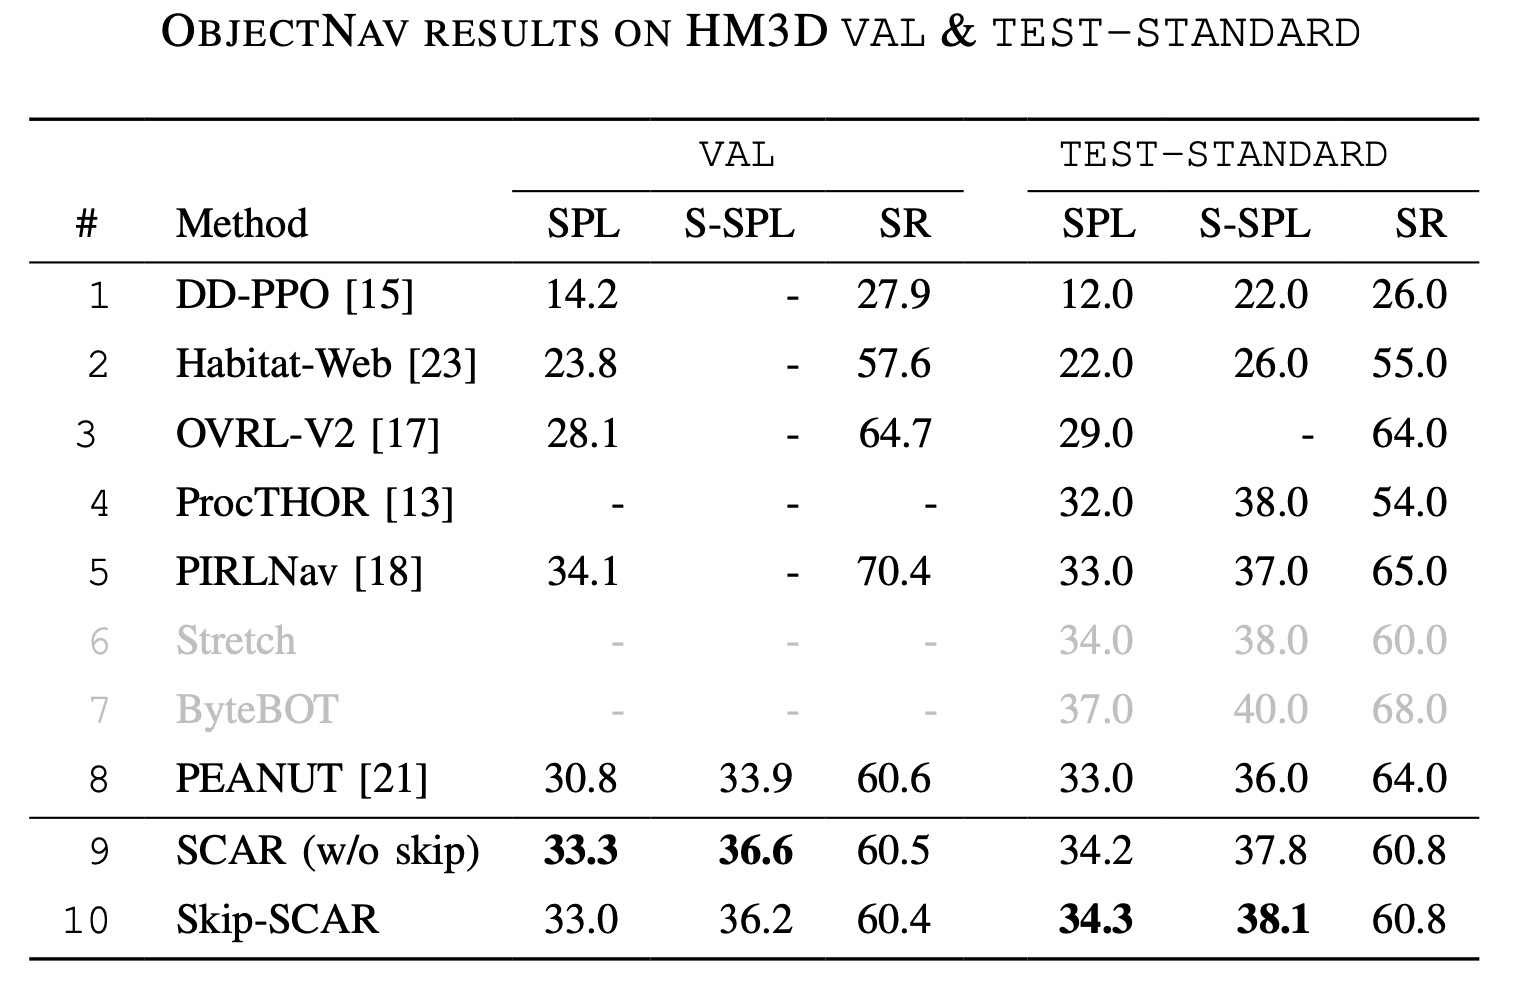 OBJECTNAV RESULTS ON HM3D VAL & TEST-STANDARD
VAL TEST-STANDARD
# Method SPL S-SPL SR SPL S-SPL SR
1 DD-PPO [15] 14.2 - 27.9 12.0 22.0 26.0
2 Habitat-Web [23] 23.8 - 57.6 22.0 26.0 55.0
3 OVRL-V2 [17] 28.1 - 64.7 29.0 - 64.0
4 ProcTHOR [13] - - - 32.0 38.0 54.0
5 PIRLNav [18] 34.1 - 70.4 33.0 37.0 65.0
6 Stretch - - - 34.0 38.0 60.0
7 ByteBOT - - - 37.0 40.0 68.0
8 PEANUT [21] 30.8 33.9 60.6 33.0 36.0 64.0
9 SCAR (w/o skip) 33.3 36.6 60.5 34.2 37.8 60.8
10 Skip-SCAR 33.0 36.2 60.4 34.3 38.1 60.8